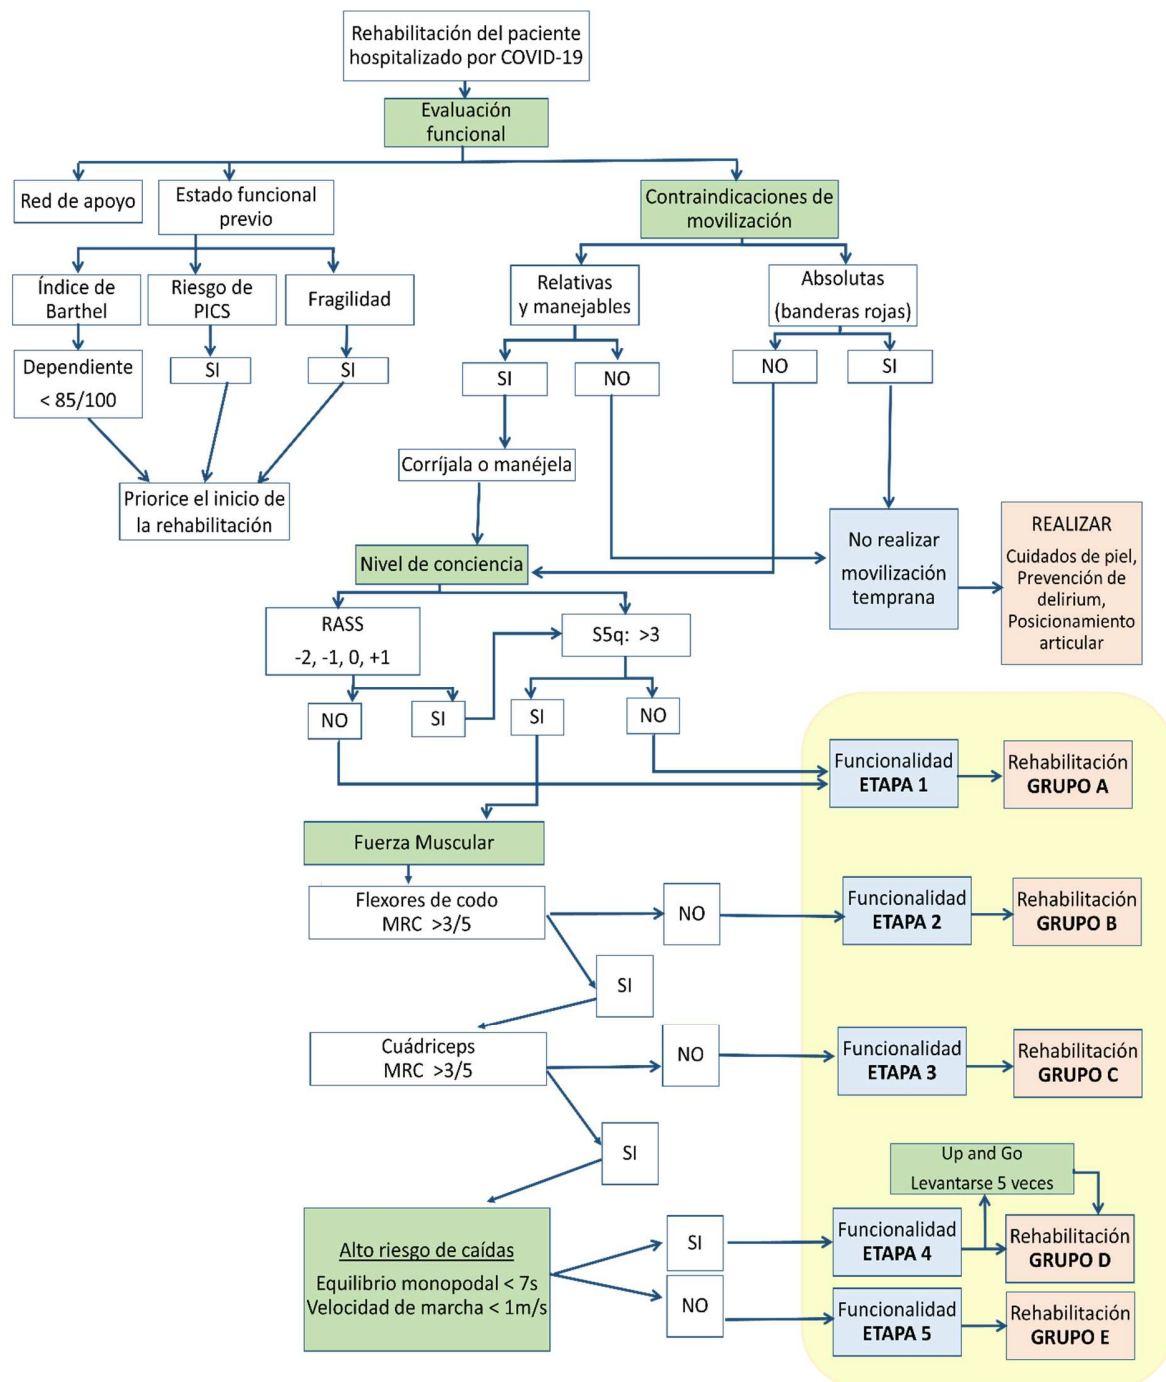 Rehabilitación del paciente
hospitalizado por COVID-19
Evaluación
funcional
Red de apoyo
Estado funcional
previo
Contraindicaciones de
movilización
Índice de
Barthel
Riesgo de
PICS
Fragilidad
Relativas
y manejables
Absolutas
(banderas rojas)
Dependiente
< 85/100
SI
SI
SI
NO
NO
SI
Corríjala o manéjela
Priorice el inicio de
la rehabilitación
No realizar
movilización
temprana
REALIZAR
Cuidados de piel,
Prevención de
delirium,
Posicionamiento
articular
Nivel de conciencia
RASS
-2, -1, 0, +1
S5q: >3
NO
SI
SI
NO
Funcionalidad
ETAPA 1
Rehabilitación
GRUPO A
Fuerza Muscular
Flexores de codo
MRC >3/5
NO
Funcionalidad
ETAPA 2
Rehabilitación
GRUPO B
SI
Cuádriceps
MRC >3/5
NO
Funcionalidad
ETAPA 3
Rehabilitación
GRUPO C
SI
Up and Go
Levantarse 5 veces
Alto riesgo de caídas
Equilibrio monopodal < 7s
Velocidad de marcha < 1m/s
SI
Funcionalidad
ETAPA 4
Rehabilitación
GRUPO D
NO
Funcionalidad
ETAPA 5
Rehabilitación
GRUPO E